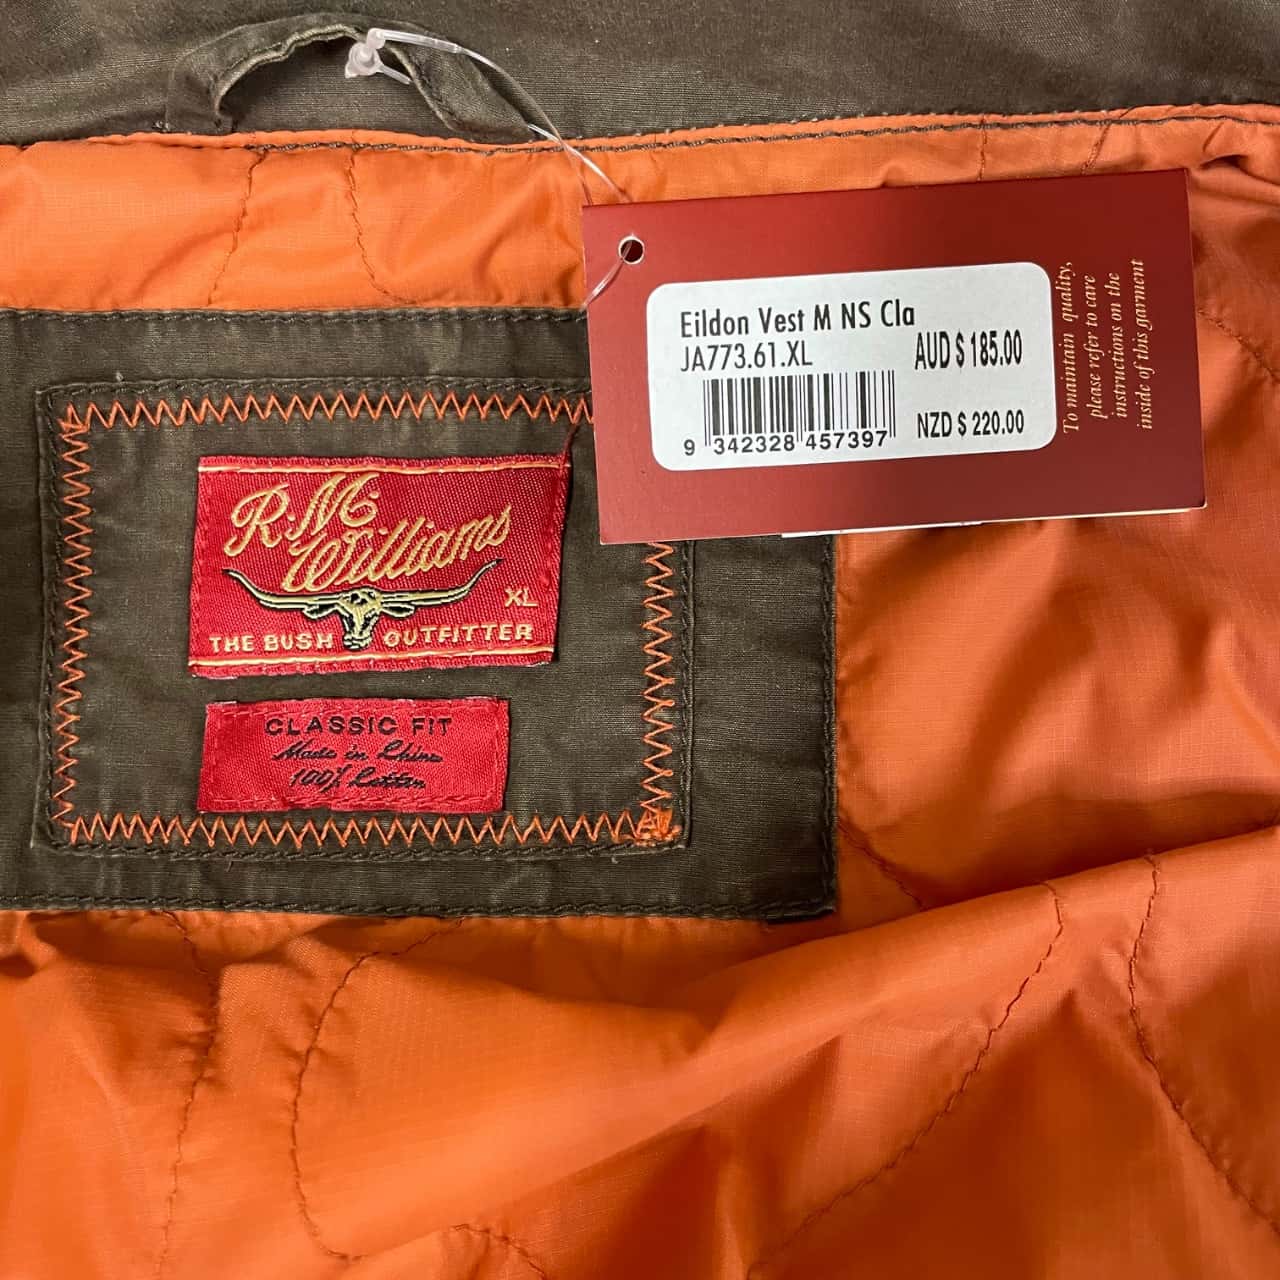 Eildon Vest M NS Cla
JA773.61.XL
AUD $ 185.00
9 342328 457397
NZD $ 220.00
To maintain quality,
please refer to care
instructions on the
inside of this garment
R.M.
Williams
XL
THE BUSH OUTFITTER
CLASSIC FIT
Made in China
100% Cotton